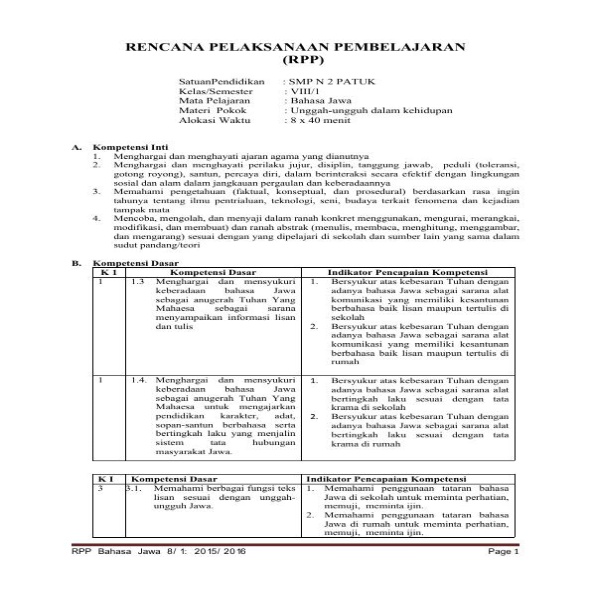 RENCANA PELAKSANAAN PEMBELAJARAN
(RPP)
SatuanPendidikan : SMP N 2 PATUK
Kelas/Semester : VIII/1
Mata Pelajaran : Bahasa Jawa
Materi Pokok : Ungguh-ungguh dalam kehidupan
Alokasi Waktu : 8 x 40 menit
A. Kompetensi Inti
1. Menghargai dan menghayati ajaran agama yang dianutnya
2. Menghargai dan menghayati perilaku jujur, disiplin, tanggung jawab, peduli (toleransi,
gotong royong), santun, percaya diri, dalam berinteraksi secara efektif dengan lingkungan
sosial dan alam dalam jangkauan pergaulan dan keberadaannya
3. Memahami pengetahuan (faktual, konseptual, dan prosedural) berdasarkan rasa ingin
tahunya tentang ilmu pentrialuan, teknologi, seni, budaya terkait fenomena dan kejadian
tampak mata
4. Mencoba, mengolah, dan menyaji dalam ranah konkret menggunakan, mengurai, merangkai,
modifikasi, dan membuat) dan ranah abstrak (menulis, membaca, menghitung, menggambar,
dan mengarang) sesuai dengan yang dipelajari di sekolah dan sumber lain yang sama dalam
sudut pandang/teori
B. Kompetensi Dasar
K 1 Kompetensi Dasar Indikator Pencapaian Kompetensi
1 1.3 Menghargai dan mensyukuri
keberadaan bahasa Jawa
sebagai anugerah Tuhan Yang
Mahaesa sebagai sarana
menyampaikan informasi lisan
dan tulis
1. Bersyukur atas kebesaran Tuhan dengan
adanya bahasa Jawa sebagai sarana alat
komunikasi yang memiliki kesantunan
berbahasa baik lisan maupun tertulis di
sekolah
2. Bersyukur atas kebesaran Tuhan dengan
adanya bahasa Jawa sebagai sarana alat
komunikasi yang memiliki kesantunan
berbahasa baik lisan maupun tertulis di
rumah
1 1.4. Menghargai dan mensyukuri
keberadaan bahasa Jawa
sebagai anugerah Tuhan Yang
Mahaesa untuk mengajarkan
pendidikan karakter, adat,
sopan-santun berbahasa serta
bertingkah laku yang menjalin
sistem tata hubungan
masyarakat Jawa.
1. Bersyukur atas kebesaran Tuhan dengan
adanya bahasa Jawa sebagai sarana alat
bertingkah laku sesuai dengan tata
krama di sekolah
2. Bersyukur atas kebesaran Tuhan dengan
adanya bahasa Jawa sebagai sarana alat
bertingkah laku sesuai dengan tata
krama di rumah
K I Kompetensi Dasar Indikator Pencapaian Kompetensi
3 3.1. Memahami berbagai fungsi teks
lisan sesuai dengan unggah-
ungguh Jawa.
1. Memahami penggunaan tataran bahasa
Jawa di sekolah untuk meminta perhatian,
memuji, meminta ijin.
2. Memahami penggunaan tataran bahasa
Jawa di rumah untuk meminta perhatian,
memuji, meminta ijin.
RPP Bahasa Jawa 8/ 1: 2015/ 2016 Page 1